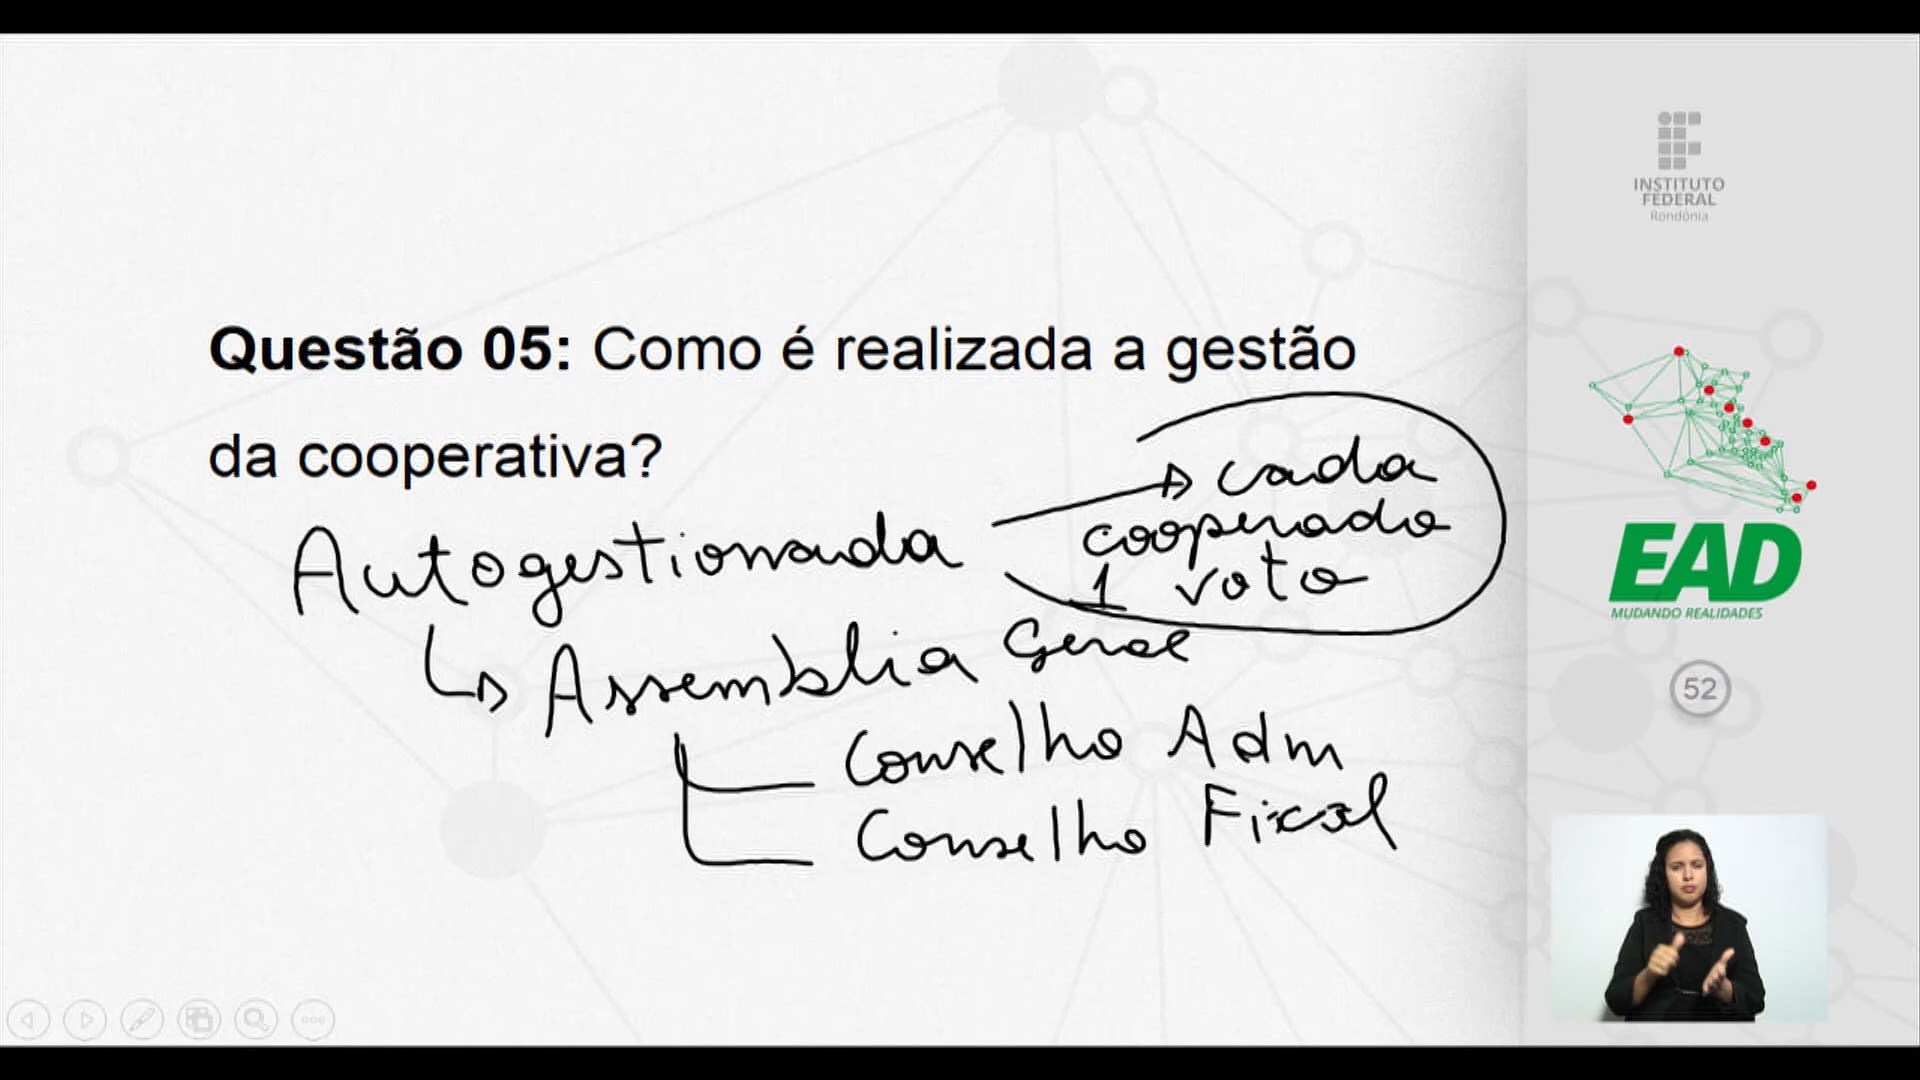 INSTITUTO
FEDERAL
Rondônia
Questão 05: Como é realizada a gestão
da cooperativa?
cada
cooperado
1 voto
Autogestionada
Assemblia Geral
Conselho Adm
Conselho Fiscal
EAD
MUDANDO REALIDADES
52